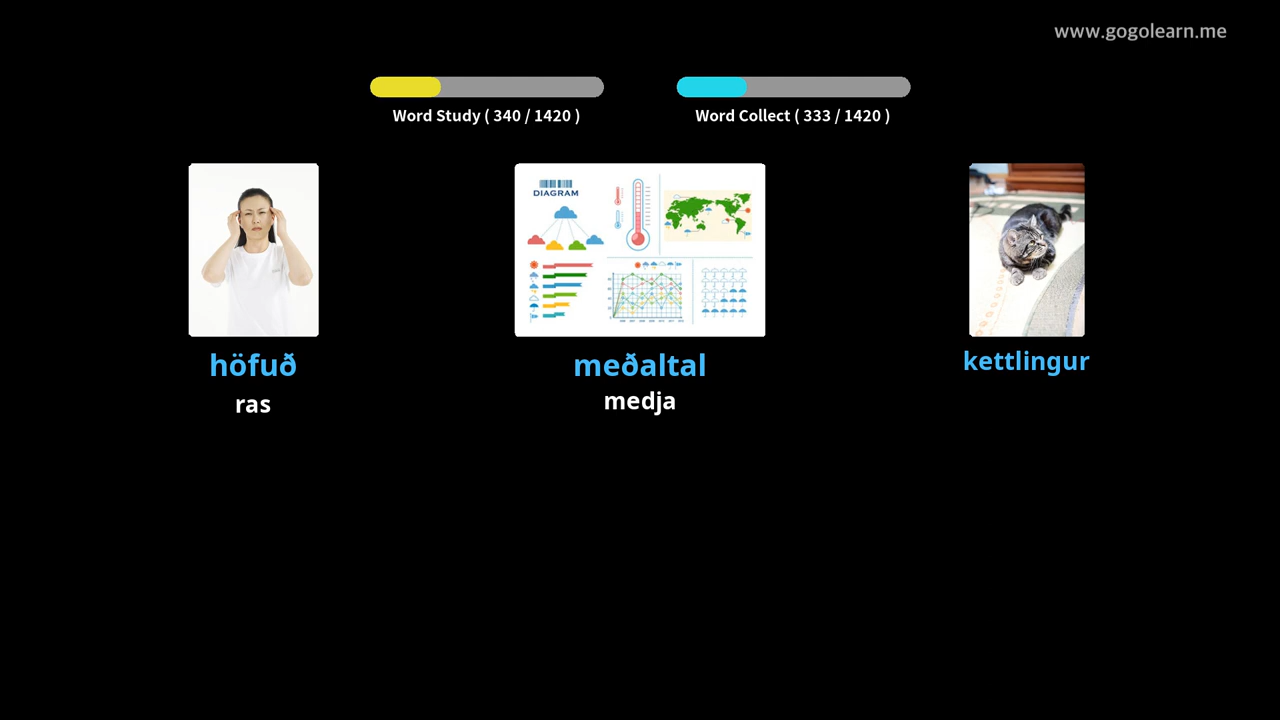 www.gogolearn.me
Word Study ( 340 / 1420 )
Word Collect ( 333 / 1420 )
DIAGRAM
höfuð
ras
meðaltal
medja
kettlingur